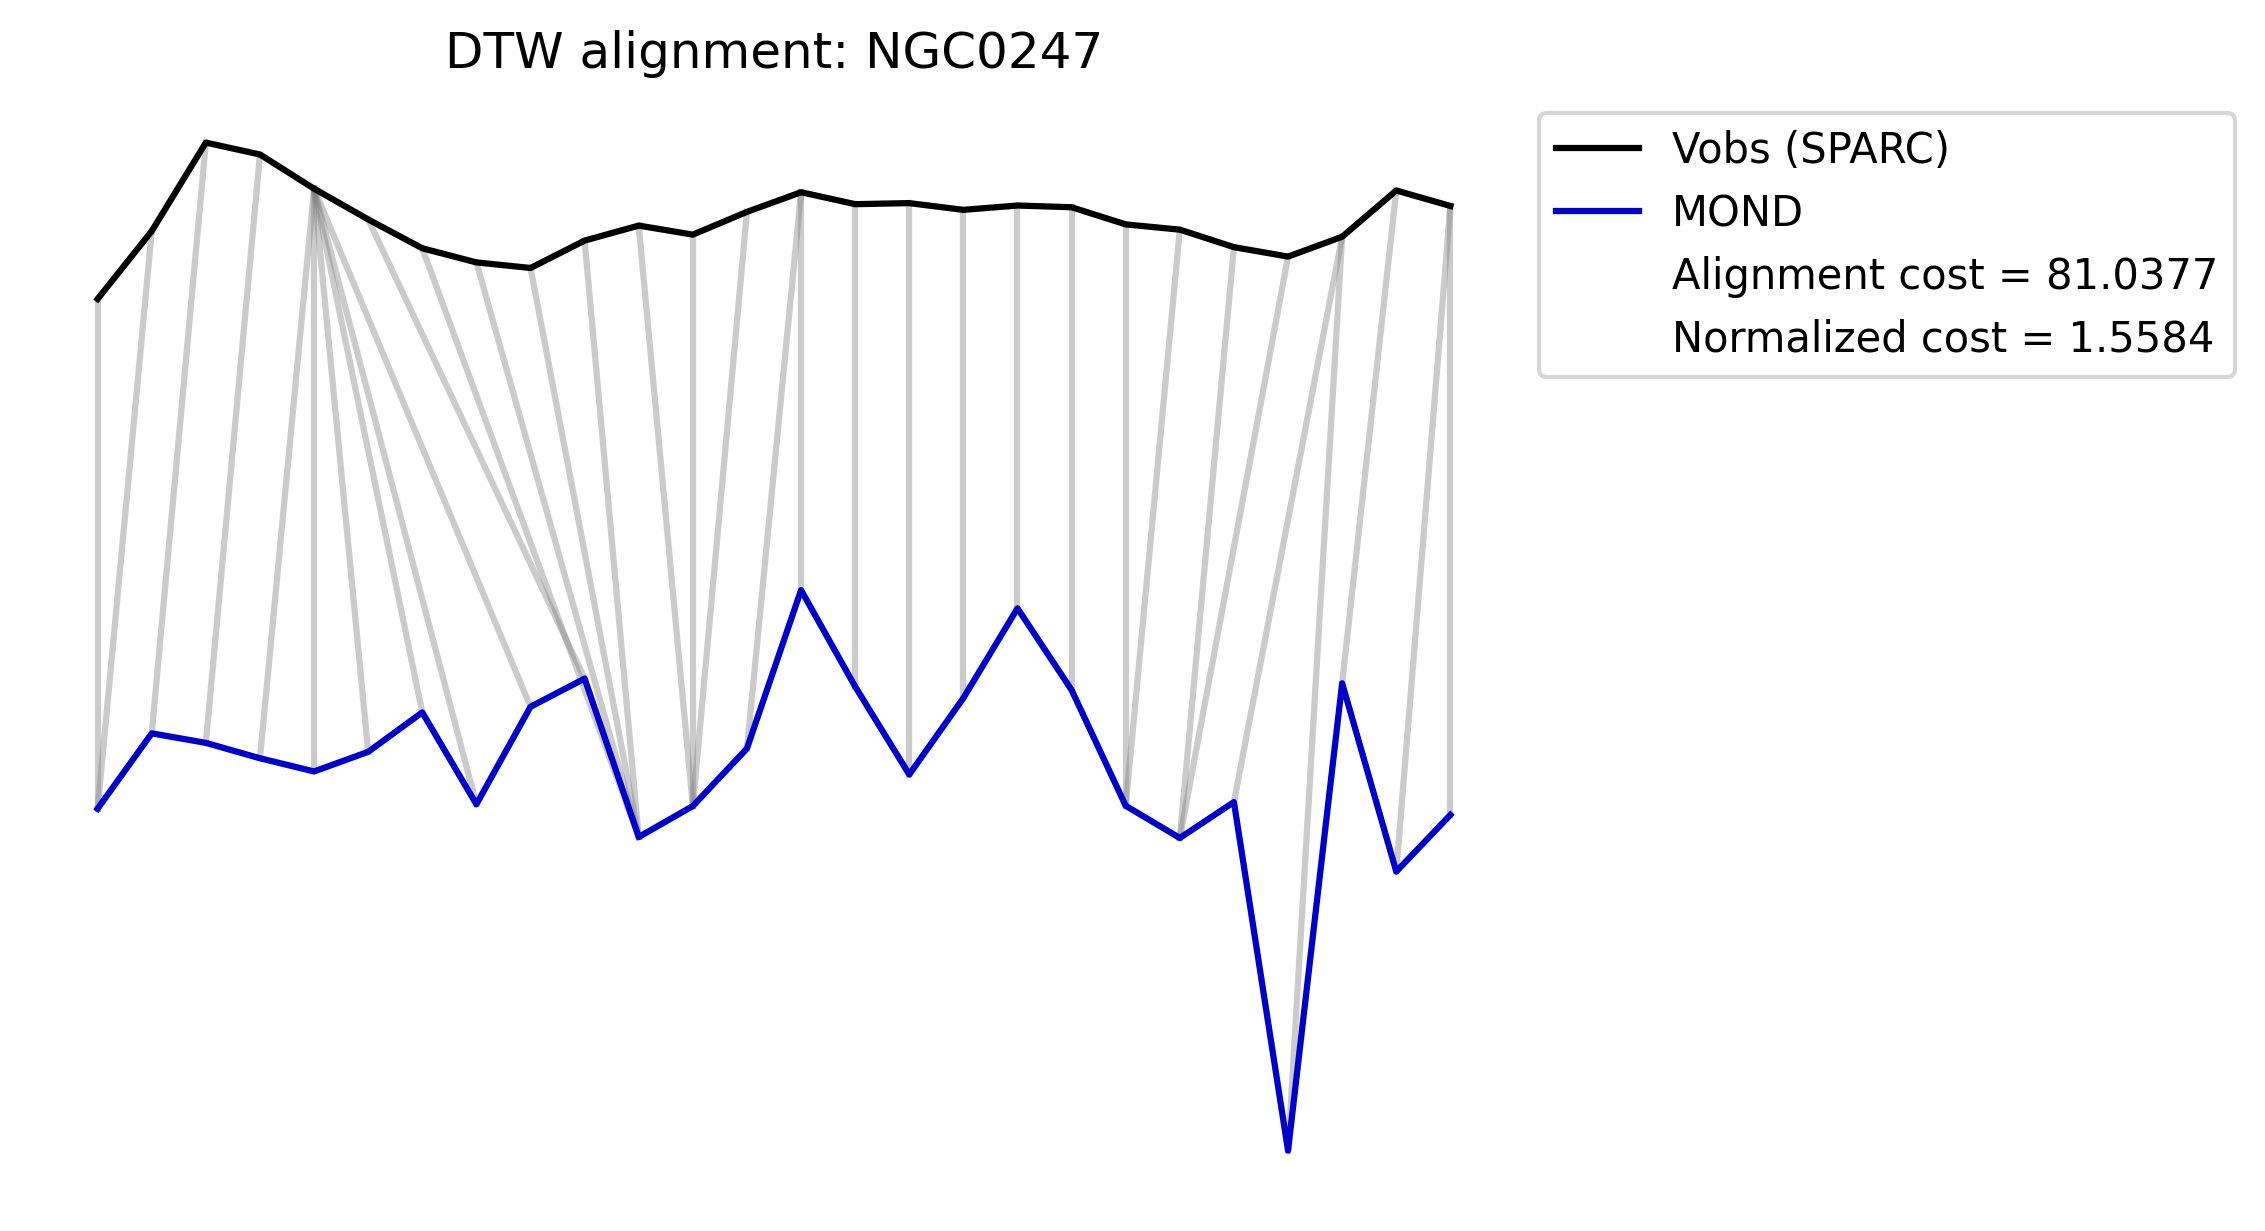 DTW alignment: NGC0247
Vobs (SPARC)
MOND
Alignment cost = 81.0377
Normalized cost = 1.5584